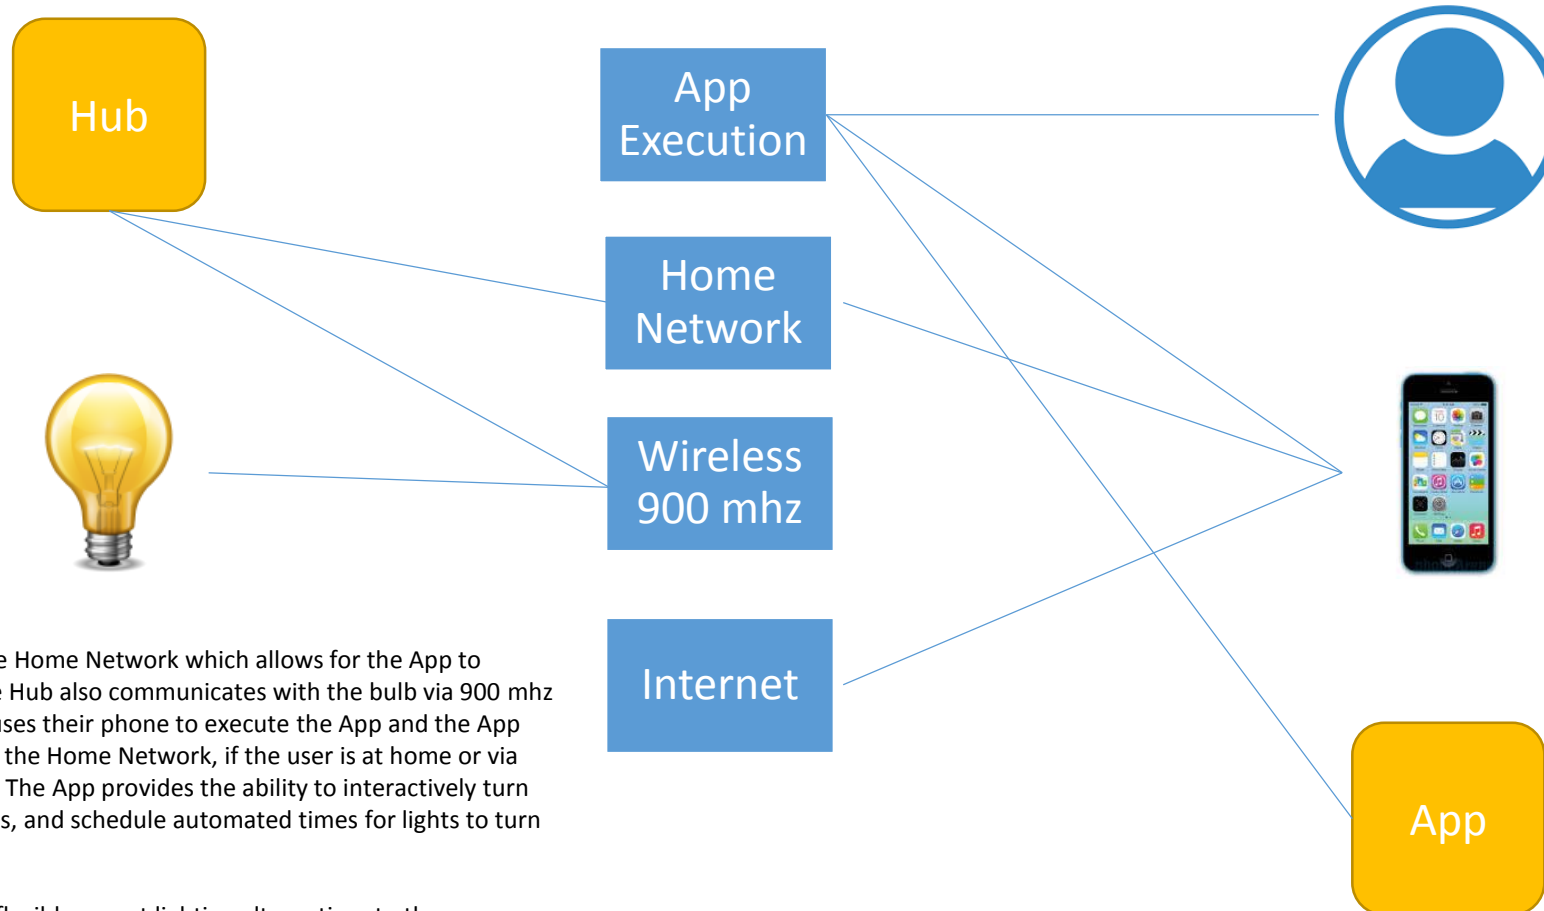 Hub
App
Execution
Home
Network
Wireless
900 mhz
Internet
App
e Home Network which allows for the App to
e Hub also communicates with the bulb via 900 mhz
uses their phone to execute the App and the App
the Home Network, if the user is at home or via
The App provides the ability to interactively turn
s, and schedule automated times for lights to turn